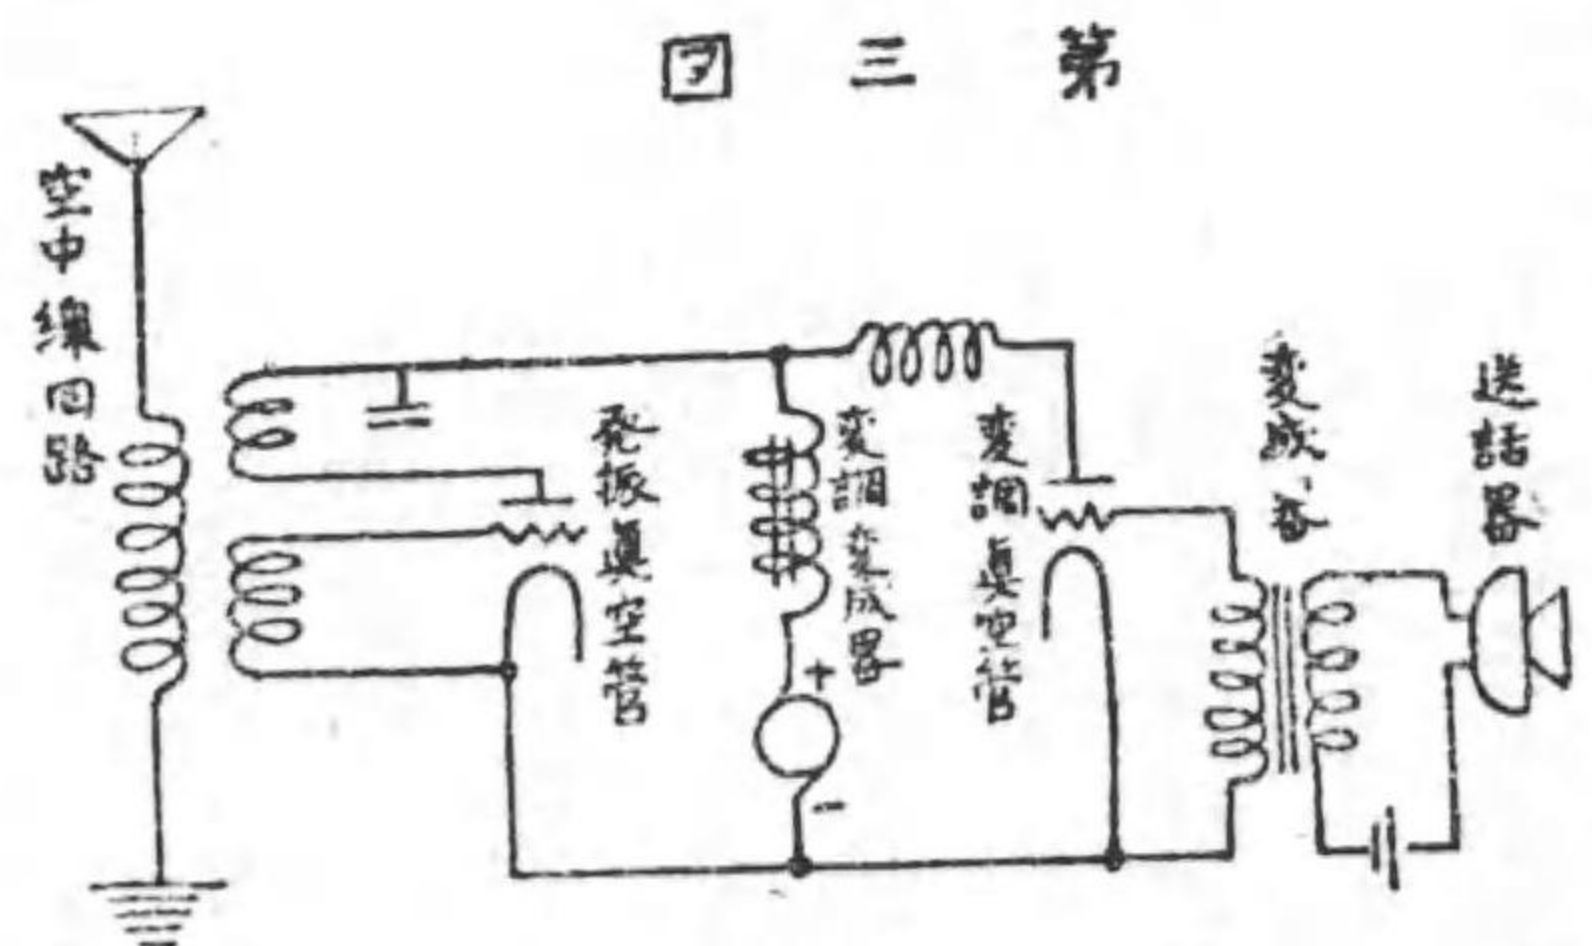 第三図
送話器
変成器
変調真空管
変調変成器
+
-
発振真空管
空中線回路